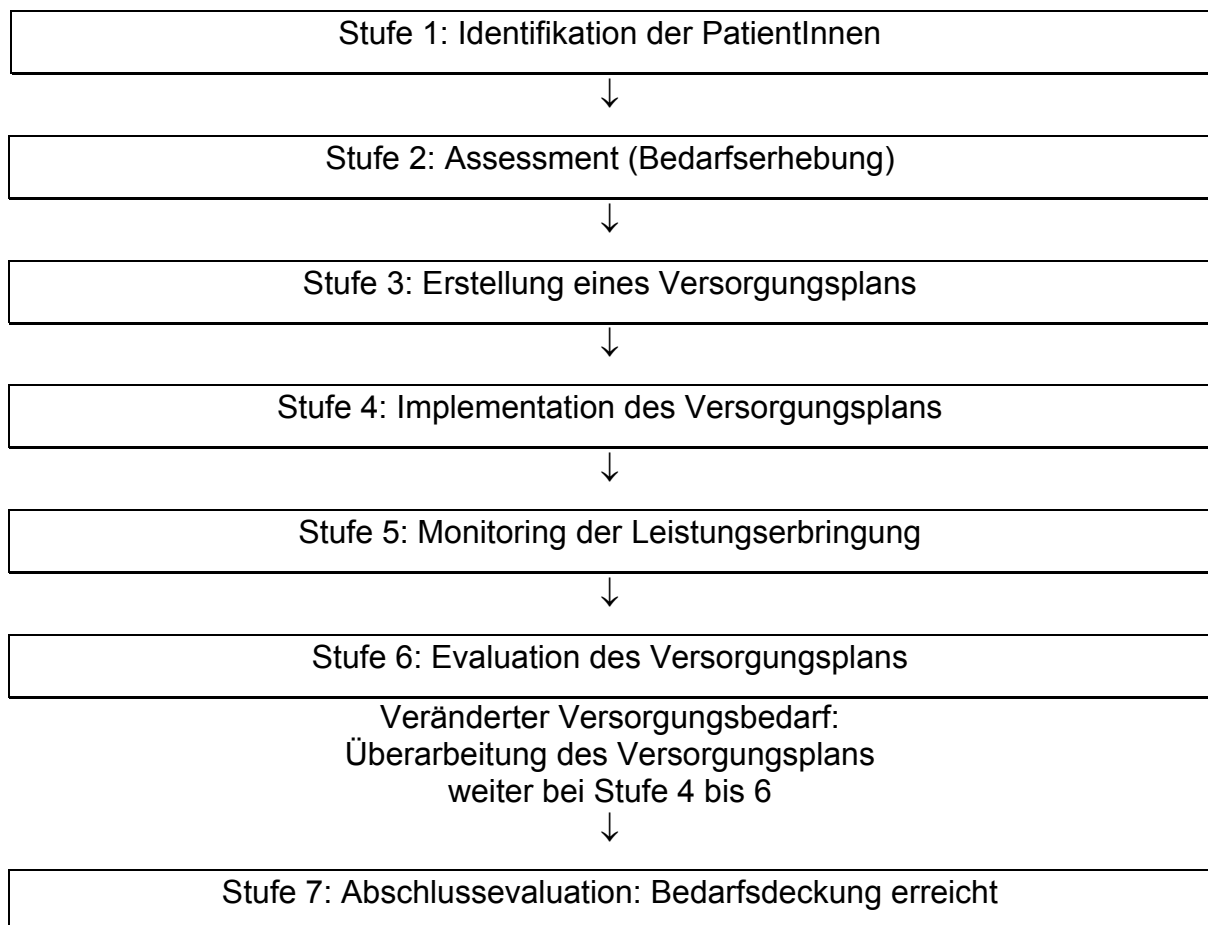 Stufe 1: Identifikation der PatientInnen
↓
Stufe 2: Assessment (Bedarfserhebung)
↓
Stufe 3: Erstellung eines Versorgungsplans
↓
Stufe 4: Implementation des Versorgungsplans
↓
Stufe 5: Monitoring der Leistungserbringung
↓
Stufe 6: Evaluation des Versorgungsplans
Veränderter Versorgungsbedarf:
Überarbeitung des Versorgungsplans
weiter bei Stufe 4 bis 6
↓
Stufe 7: Abschlussevaluation: Bedarfsdeckung erreicht